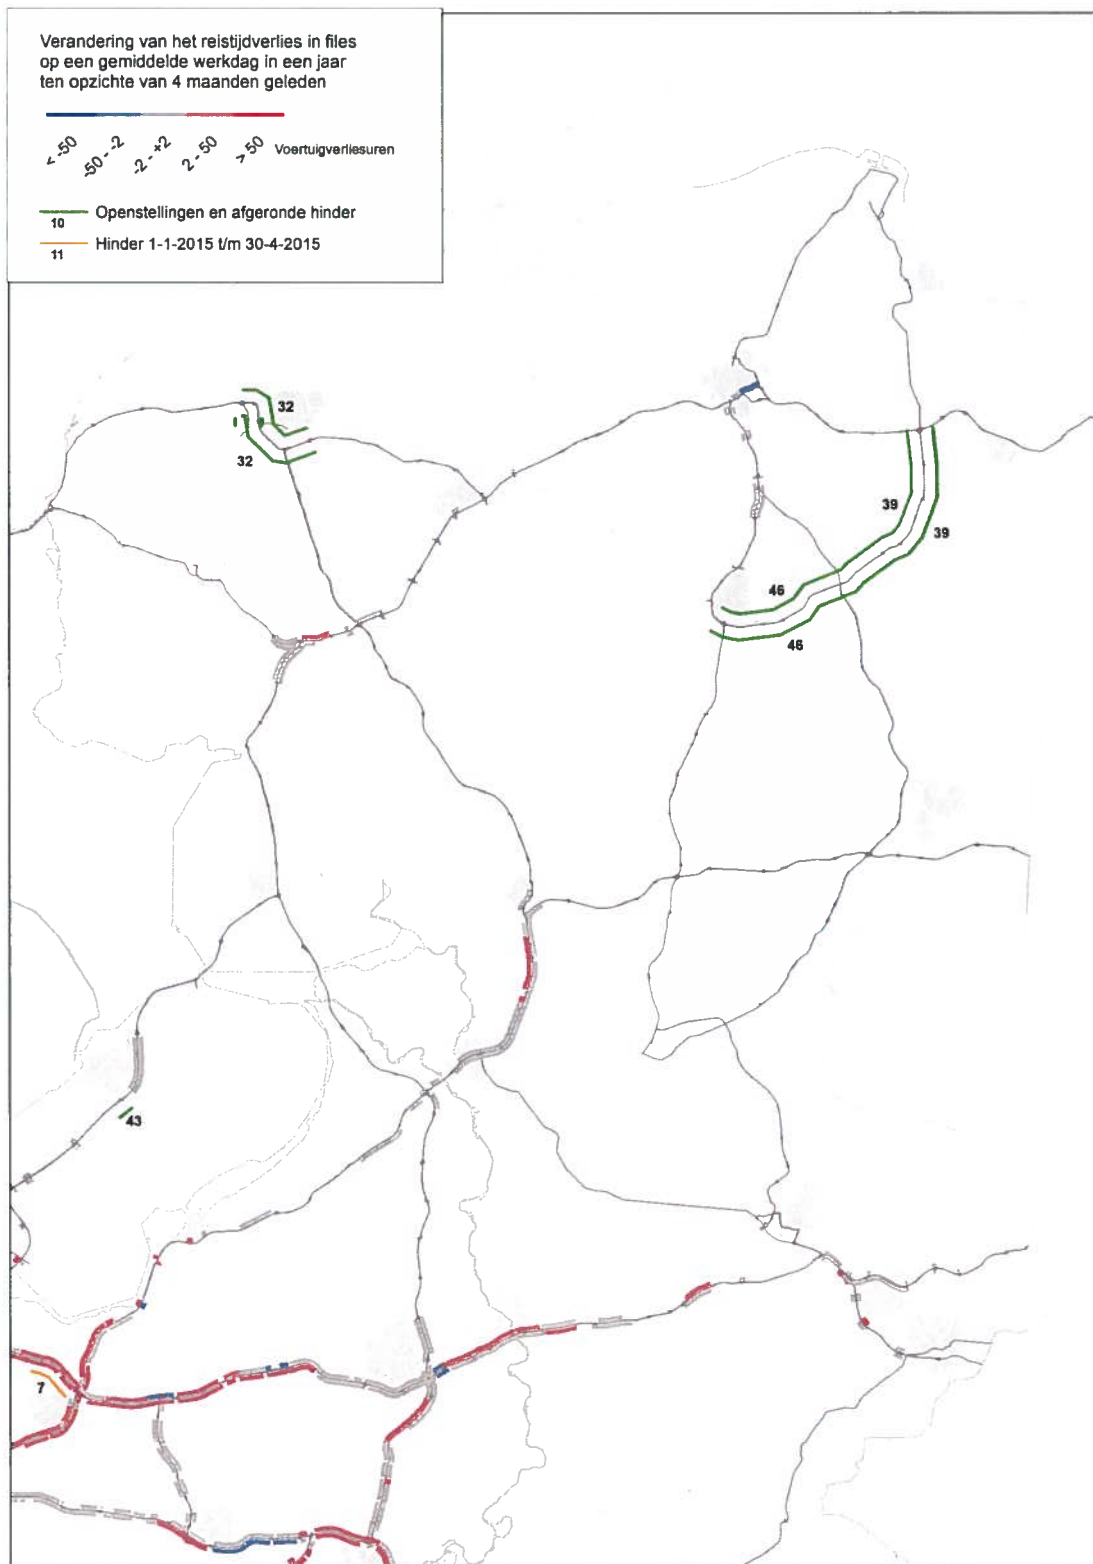 Verandering van het reistijdverlies in files
op een gemiddelde werkdag in een jaar
ten opzichte van 4 maanden geleden
< -50
-50 - -2
-2 - +2
2 - 50
> 50
Voertuigverliesuren
10 Openstellingen en afgeronde hinder
11 Hinder 1-1-2015 t/m 30-4-2015
32
32
39
39
46
46
43
7